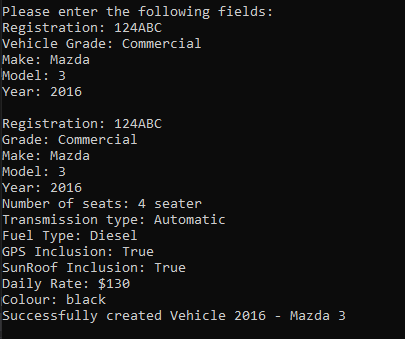 Please enter the following fields:
Registration: 124ABC
Vehicle Grade: Commercial
Make: Mazda
Model: 3
Year: 2016

Registration: 124ABC
Grade: Commercial
Make: Mazda
Model: 3
Year: 2016
Number of seats: 4 seater
Transmission type: Automatic
Fuel Type: Diesel
GPS Inclusion: True
SunRoof Inclusion: True
Daily Rate: $130
Colour: black
Successfully created Vehicle 2016 - Mazda 3